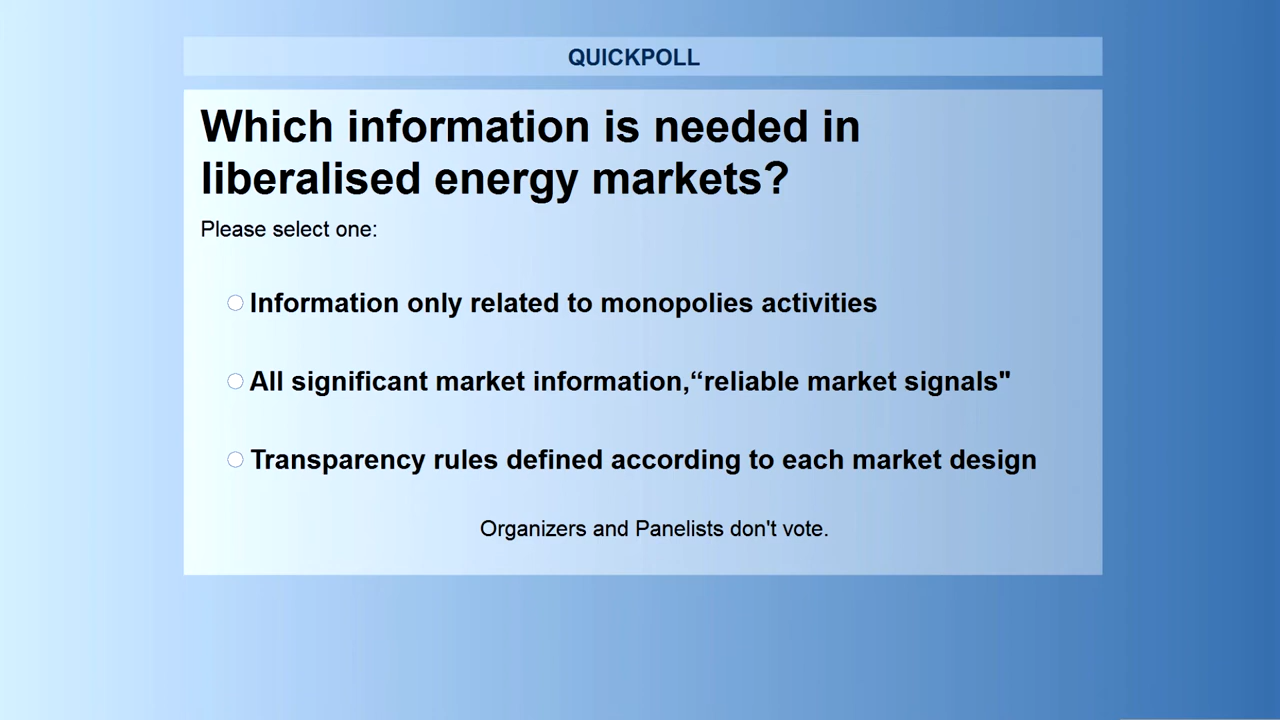 QUICKPOLL
Which information is needed in
liberalised energy markets?
Please select one:
Information only related to monopolies activities
All significant market information,“reliable market signals"
Transparency rules defined according to each market design
Organizers and Panelists don't vote.